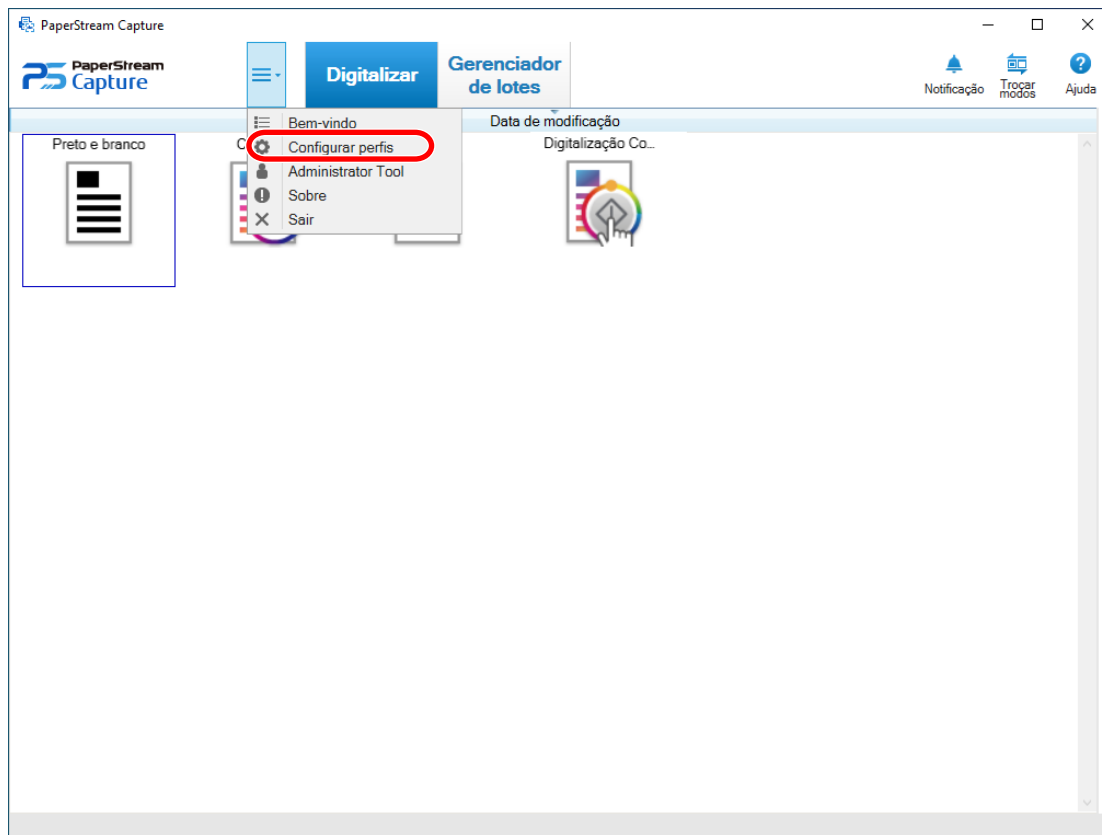 PaperStream Capture
PaperStream
Capture
Digitalizar
Gerenciador
de lotes
Notificação
Trocar
modos
Ajuda
Data de modificação
Bem-vindo
Configurar perfis
Administrator Tool
Sobre
Sair
Preto e branco
C
Digitalização Co...